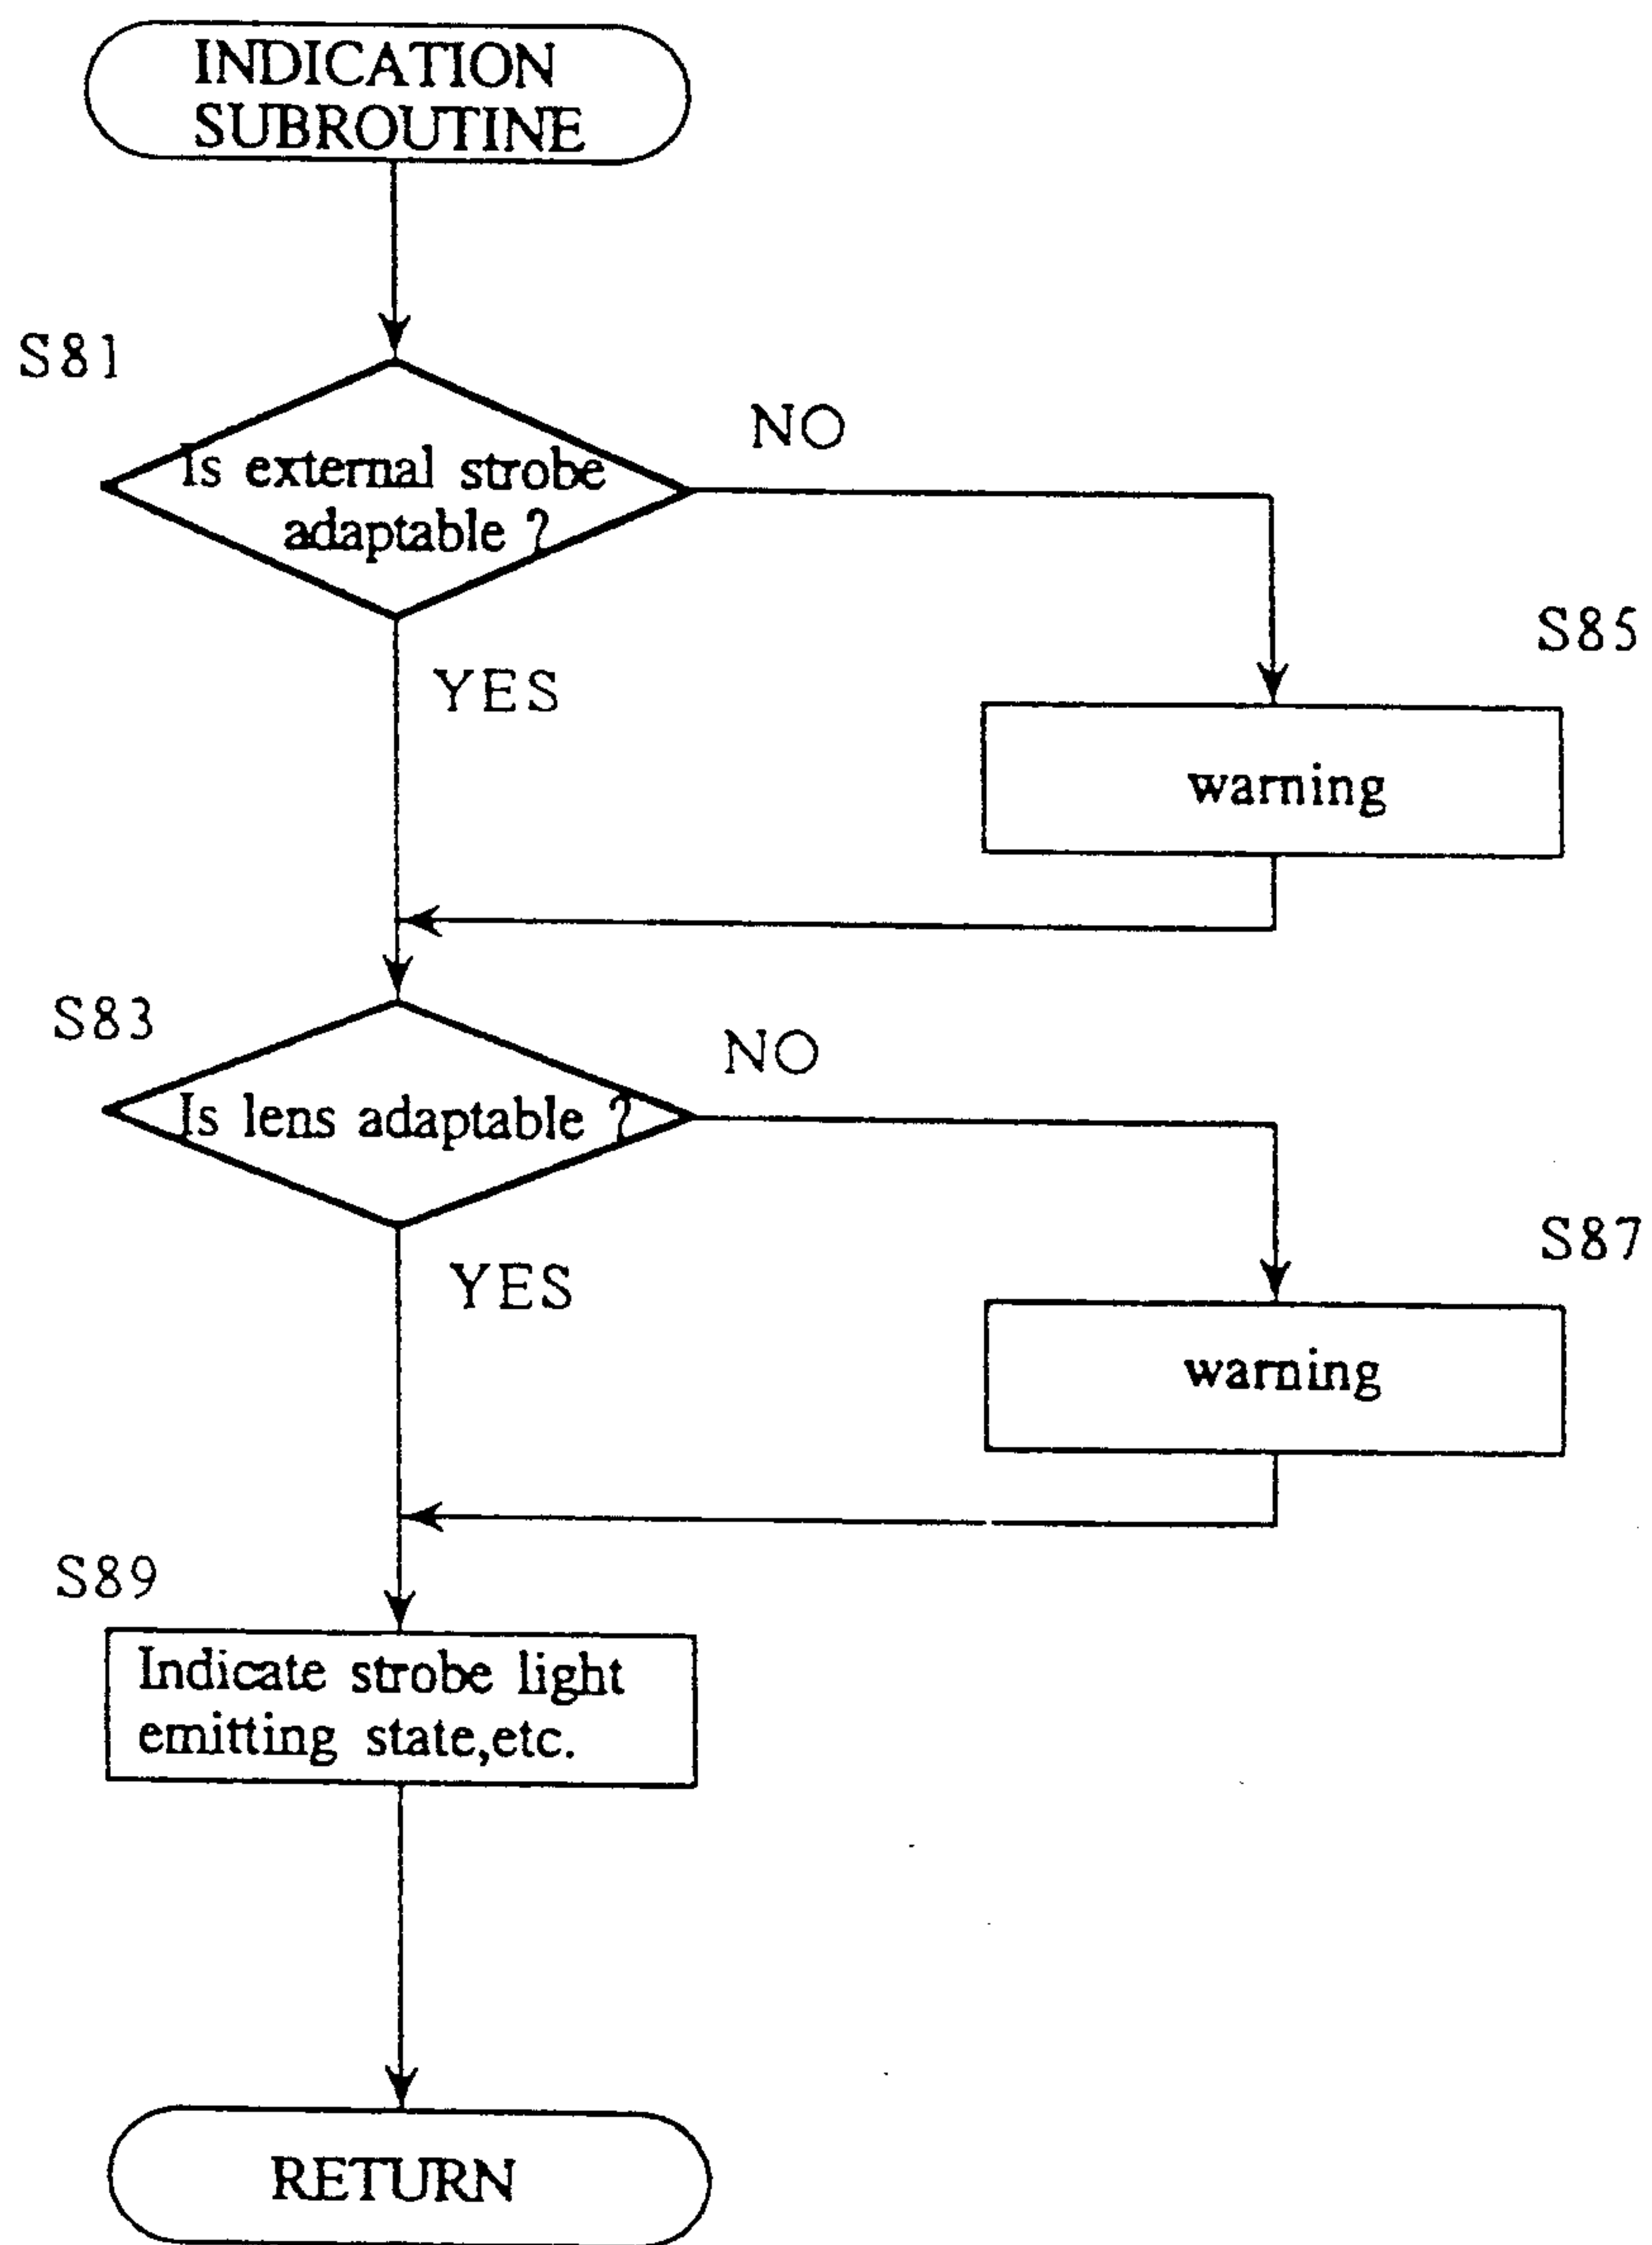 INDICATION
SUBROUTINE
S81
Is external strobe
adaptable ?
NO
YES
S85
warning
S83
Is lens adaptable ?
NO
YES
S87
warning
S89
Indicate strobe light
emitting state,etc.
RETURN